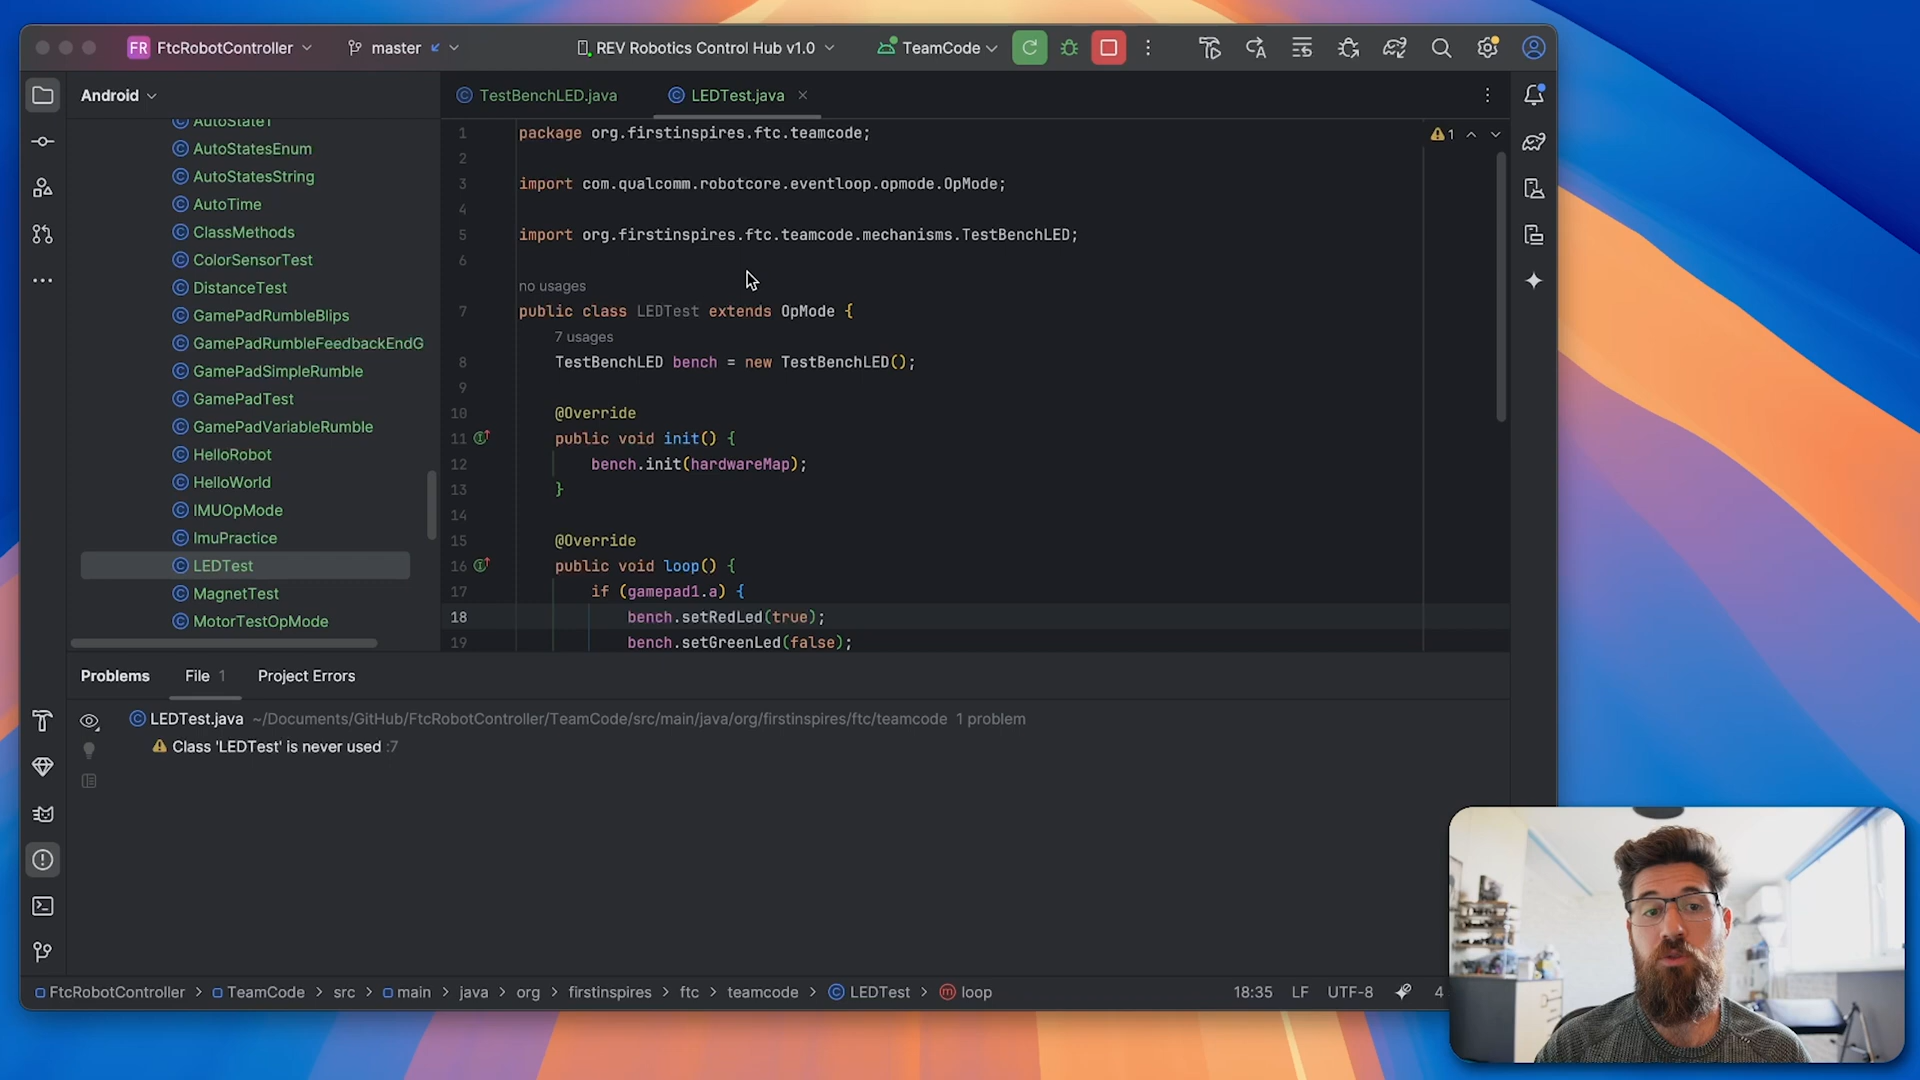 FR FtcRobotController master REV Robotics Control Hub v1.0 TeamCode
Android
TestBenchLED.java LEDTest.java
AutoState1
AutoStatesEnum
AutoStatesString
AutoTime
ClassMethods
ColorSensorTest
DistanceTest
GamePadRumbleBlips
GamePadRumbleFeedbackEndG
GamePadSimpleRumble
GamePadTest
GamePadVariableRumble
HelloRobot
HelloWorld
IMUOpMode
ImuPractice
LEDTest
MagnetTest
MotorTestOpMode
1 package org.firstinspires.ftc.teamcode; 1
2
3 import com.qualcomm.robotcore.eventloop.opmode.OpMode;
4
5 import org.firstinspires.ftc.teamcode.mechanisms.TestBenchLED;
6
no usages
7 public class LEDTest extends OpMode {
7 usages
8 TestBenchLED bench = new TestBenchLED();
9
10 @Override
11 public void init() {
12 bench.init(hardwareMap);
13 }
14
15 @Override
16 public void loop() {
17 if (gamepad1.a) {
18 bench.setRedLed(true);
19 bench.setGreenLed(false);
Problems File 1 Project Errors
LEDTest.java ~/Documents/GitHub/FtcRobotController/TeamCode/src/main/java/org/firstinspires/ftc/teamcode 1 problem
Class 'LEDTest' is never used :7
FtcRobotController > TeamCode > src > main > java > org > firstinspires > ftc > teamcode > LEDTest > loop 18:35 LF UTF-8 4